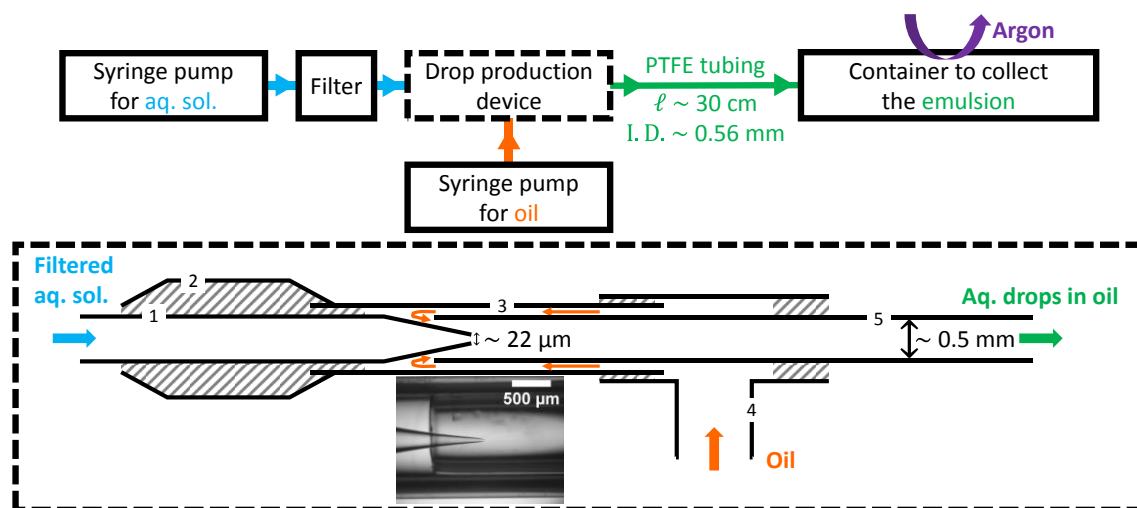 Argon
Syringe pump
for aq. sol.
Filter
Drop production
device
PTFE tubing
ℓ ~ 30 cm
I. D. ~ 0.56 mm
Container to collect
the emulsion
Syringe pump
for oil
Filtered
aq. sol.
2
1
3
5
Aq. drops in oil
~ 22 µm
~ 0.5 mm
500 µm
4
Oil